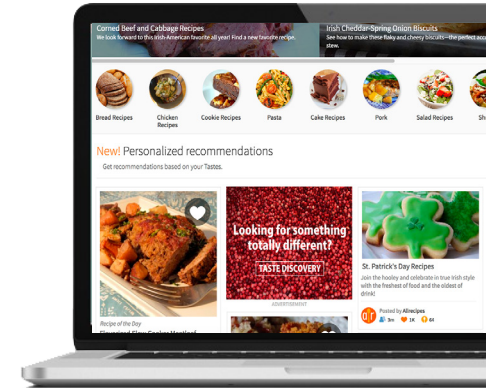 Corned Beef and Cabbage Recipes
We look forward to this Irish-American favorite all year! Find a new favorite recipe.
Irish Cheddar-Spring Onion Biscuits
See how to make these flaky and cheesy biscuits—the perfect
stew.
Bread Recipes
Chicken
Recipes
Cookie Recipes
Pasta
Cake Recipes
Pork
Salad Recipes
New! Personalized recommendations
Get recommendations based on your Tastes.
Looking for something
totally different?
TASTE DISCOVERY
ADVERTISEMENT
St. Patrick's Day Recipes
Join the hooley and celebrate in true Irish style
with the freshest of food and the oldest of
drink!
Posted by Allrecipes
3m 1K 44
Recipe of the Day